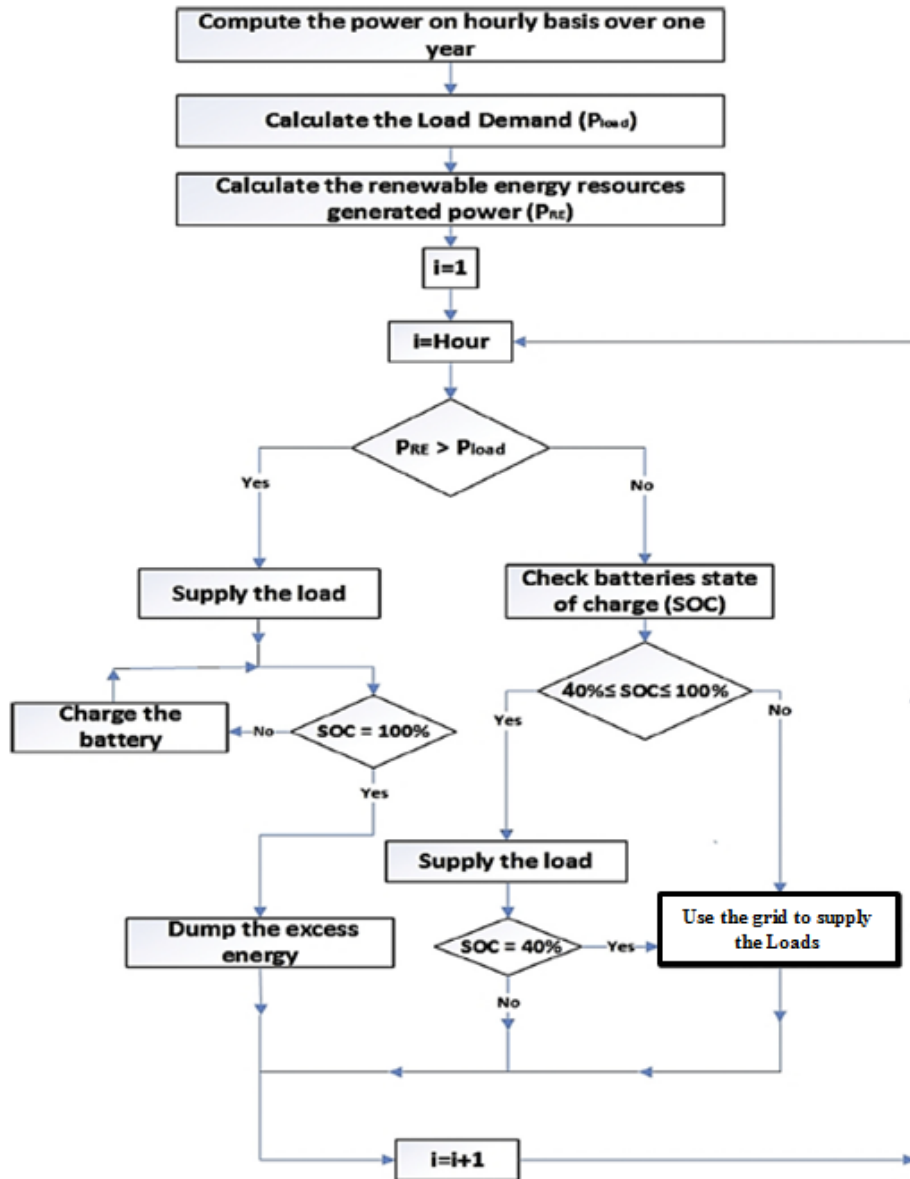 Compute the power on hourly basis over one
year
Calculate the Load Demand (Pload)
Calculate the renewable energy resources
generated power (PRE)
i=1
i=Hour
PRE > Pload
Yes
No
Supply the load
Check batteries state
of charge (SOC)
40%≤ SOC≤ 100%
Yes
No
Charge the
battery
No
SOC = 100%
Yes
Supply the load
Dump the excess
energy
SOC = 40%
Yes
Use the grid to supply
the Loads
No
i=i+1